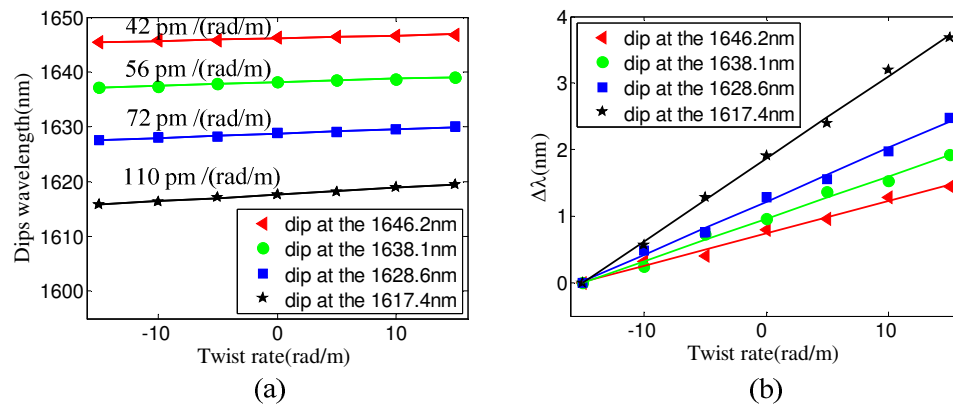 1650
1640
1630
1620
1610
1600
Dips wavelength(nm)
42 pm /(rad/m)
56 pm /(rad/m)
72 pm /(rad/m)
110 pm /(rad/m)
dip at the 1646.2nm
dip at the 1638.1nm
dip at the 1628.6nm
dip at the 1617.4nm
-10
0
10
Twist rate(rad/m)
(a)
4
3
2
1
0
Δλ(nm)
dip at the 1646.2nm
dip at the 1638.1nm
dip at the 1628.6nm
dip at the 1617.4nm
-10
0
10
Twist rate(rad/m)
(b)